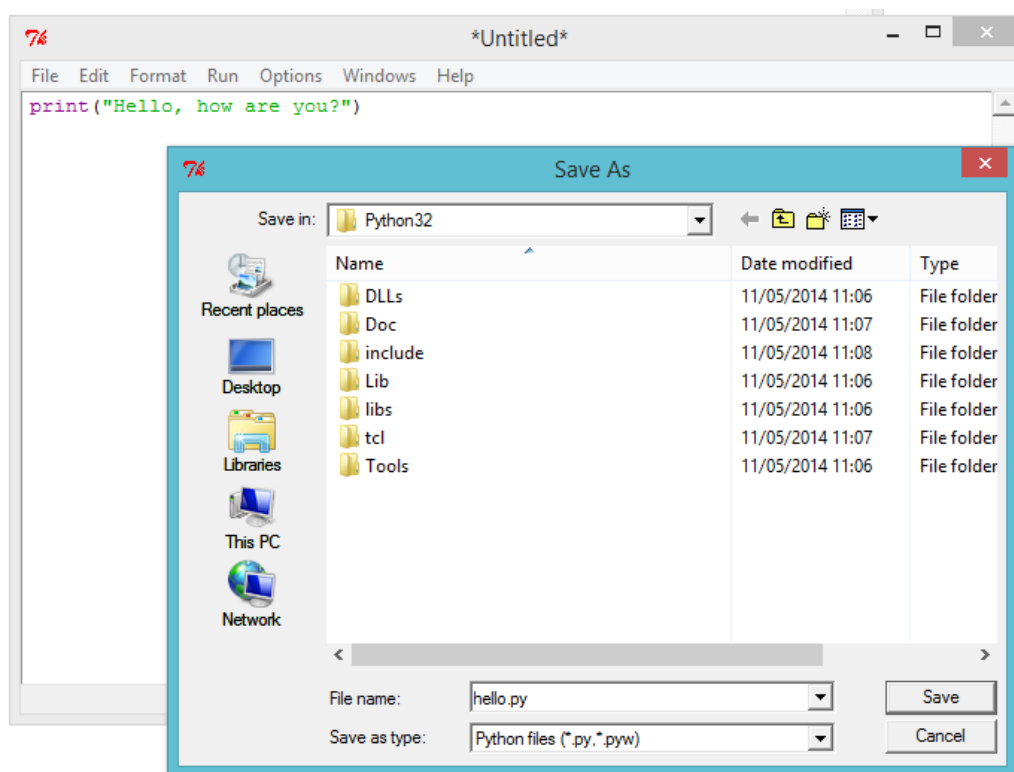 *Untitled*
File Edit Format Run Options Windows Help
print("Hello, how are you?")
Save As
Save in: Python32
Name Date modified Type
DLLs 11/05/2014 11:06 File folder
Doc 11/05/2014 11:07 File folder
include 11/05/2014 11:08 File folder
Lib 11/05/2014 11:06 File folder
libs 11/05/2014 11:06 File folder
tcl 11/05/2014 11:07 File folder
Tools 11/05/2014 11:06 File folder
Recent places
Desktop
Libraries
This PC
Network
File name: hello.py Save
Save as type: Python files (*.py,*.pyw) Cancel